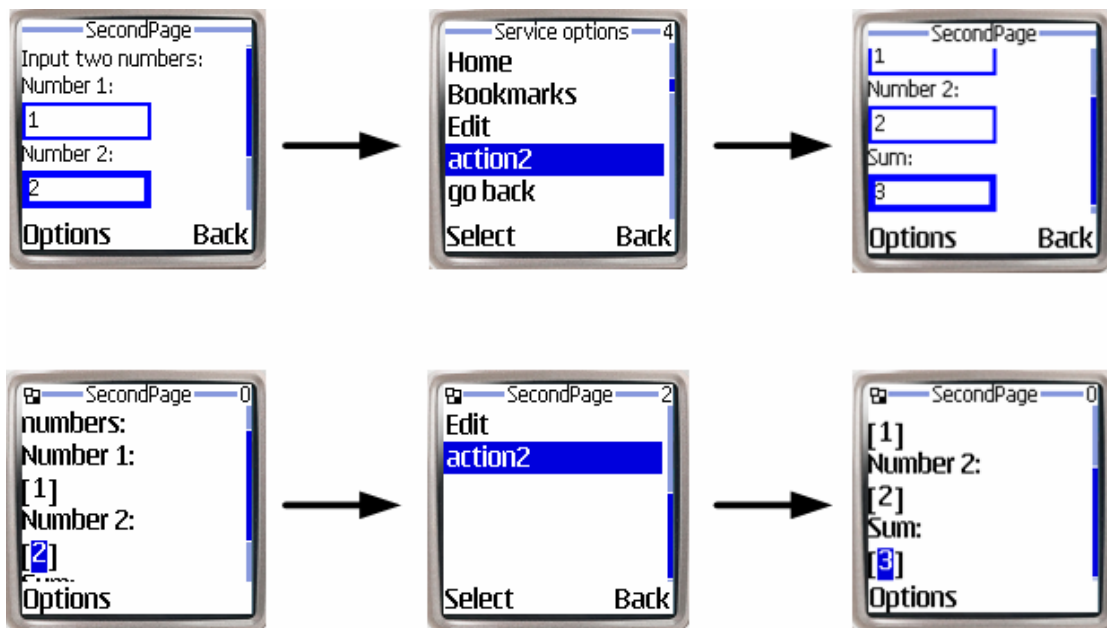 SecondPage
Input two numbers:
Number 1:
1
Number 2:
2
Options Back
Service options 4
Home
Bookmarks
Edit
action2
go back
Select Back
SecondPage
1
Number 2:
2
Sum:
3
Options Back
SecondPage 0
numbers:
Number 1:
[1]
Number 2:
[2]
Sum:
Options
SecondPage 2
Edit
action2
Select Back
SecondPage 0
[1]
Number 2:
[2]
Sum:
[3]
Options